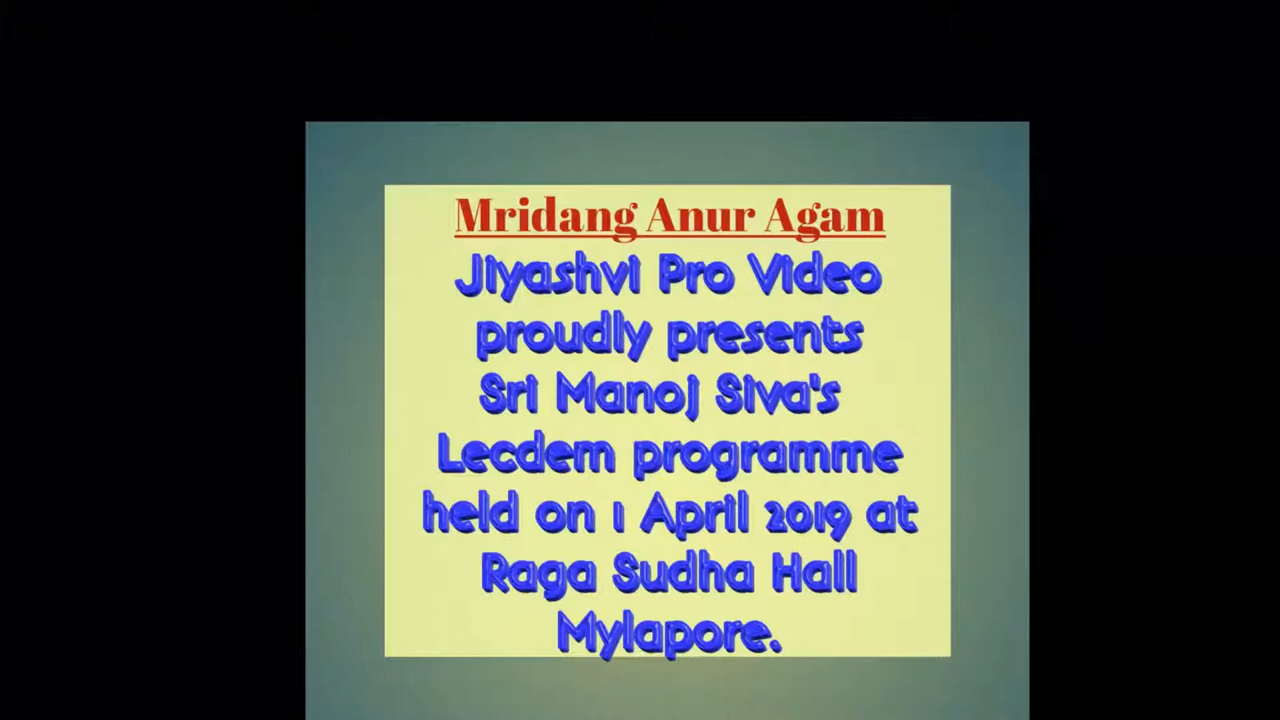 Mridang Anur Agam
Jiyashvi Pro Video
proudly presents
Sri Manoj Siva's
Lecdem programme
held on 1 April 2019 at
Raga Sudha Hall
Mylapore.